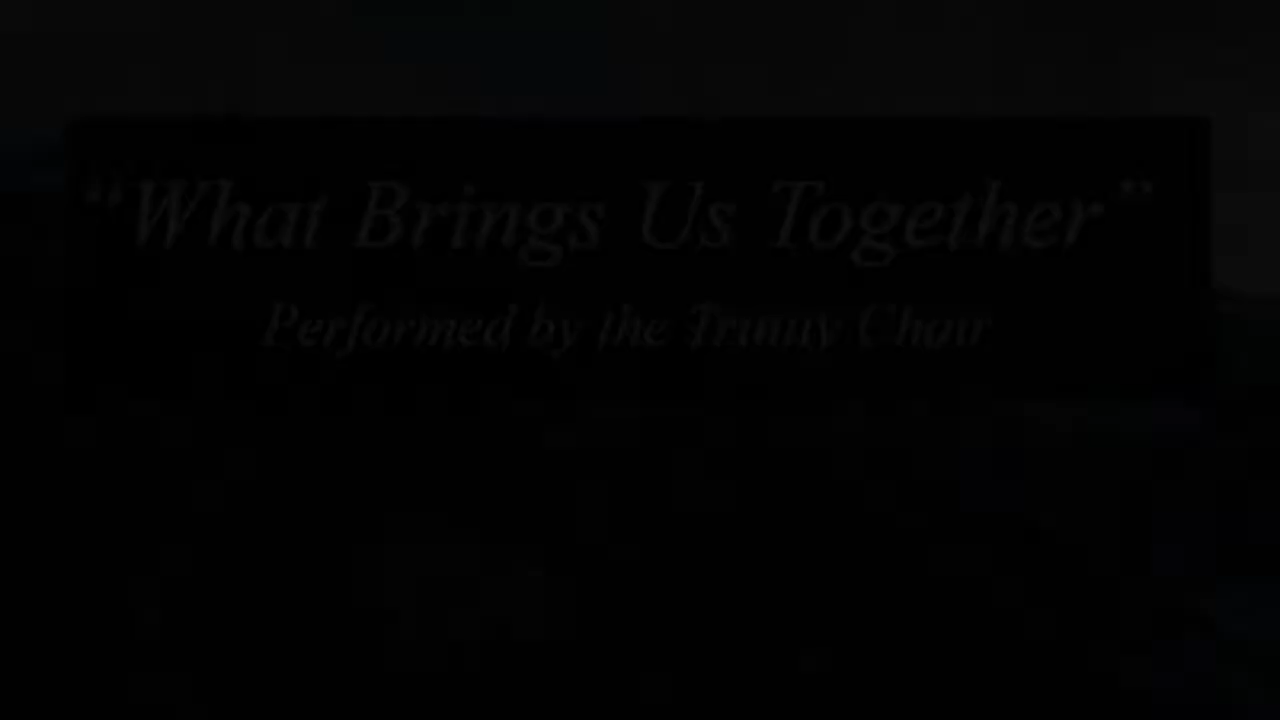 “What Brings Us Together”
Performed by the Trinity Choir